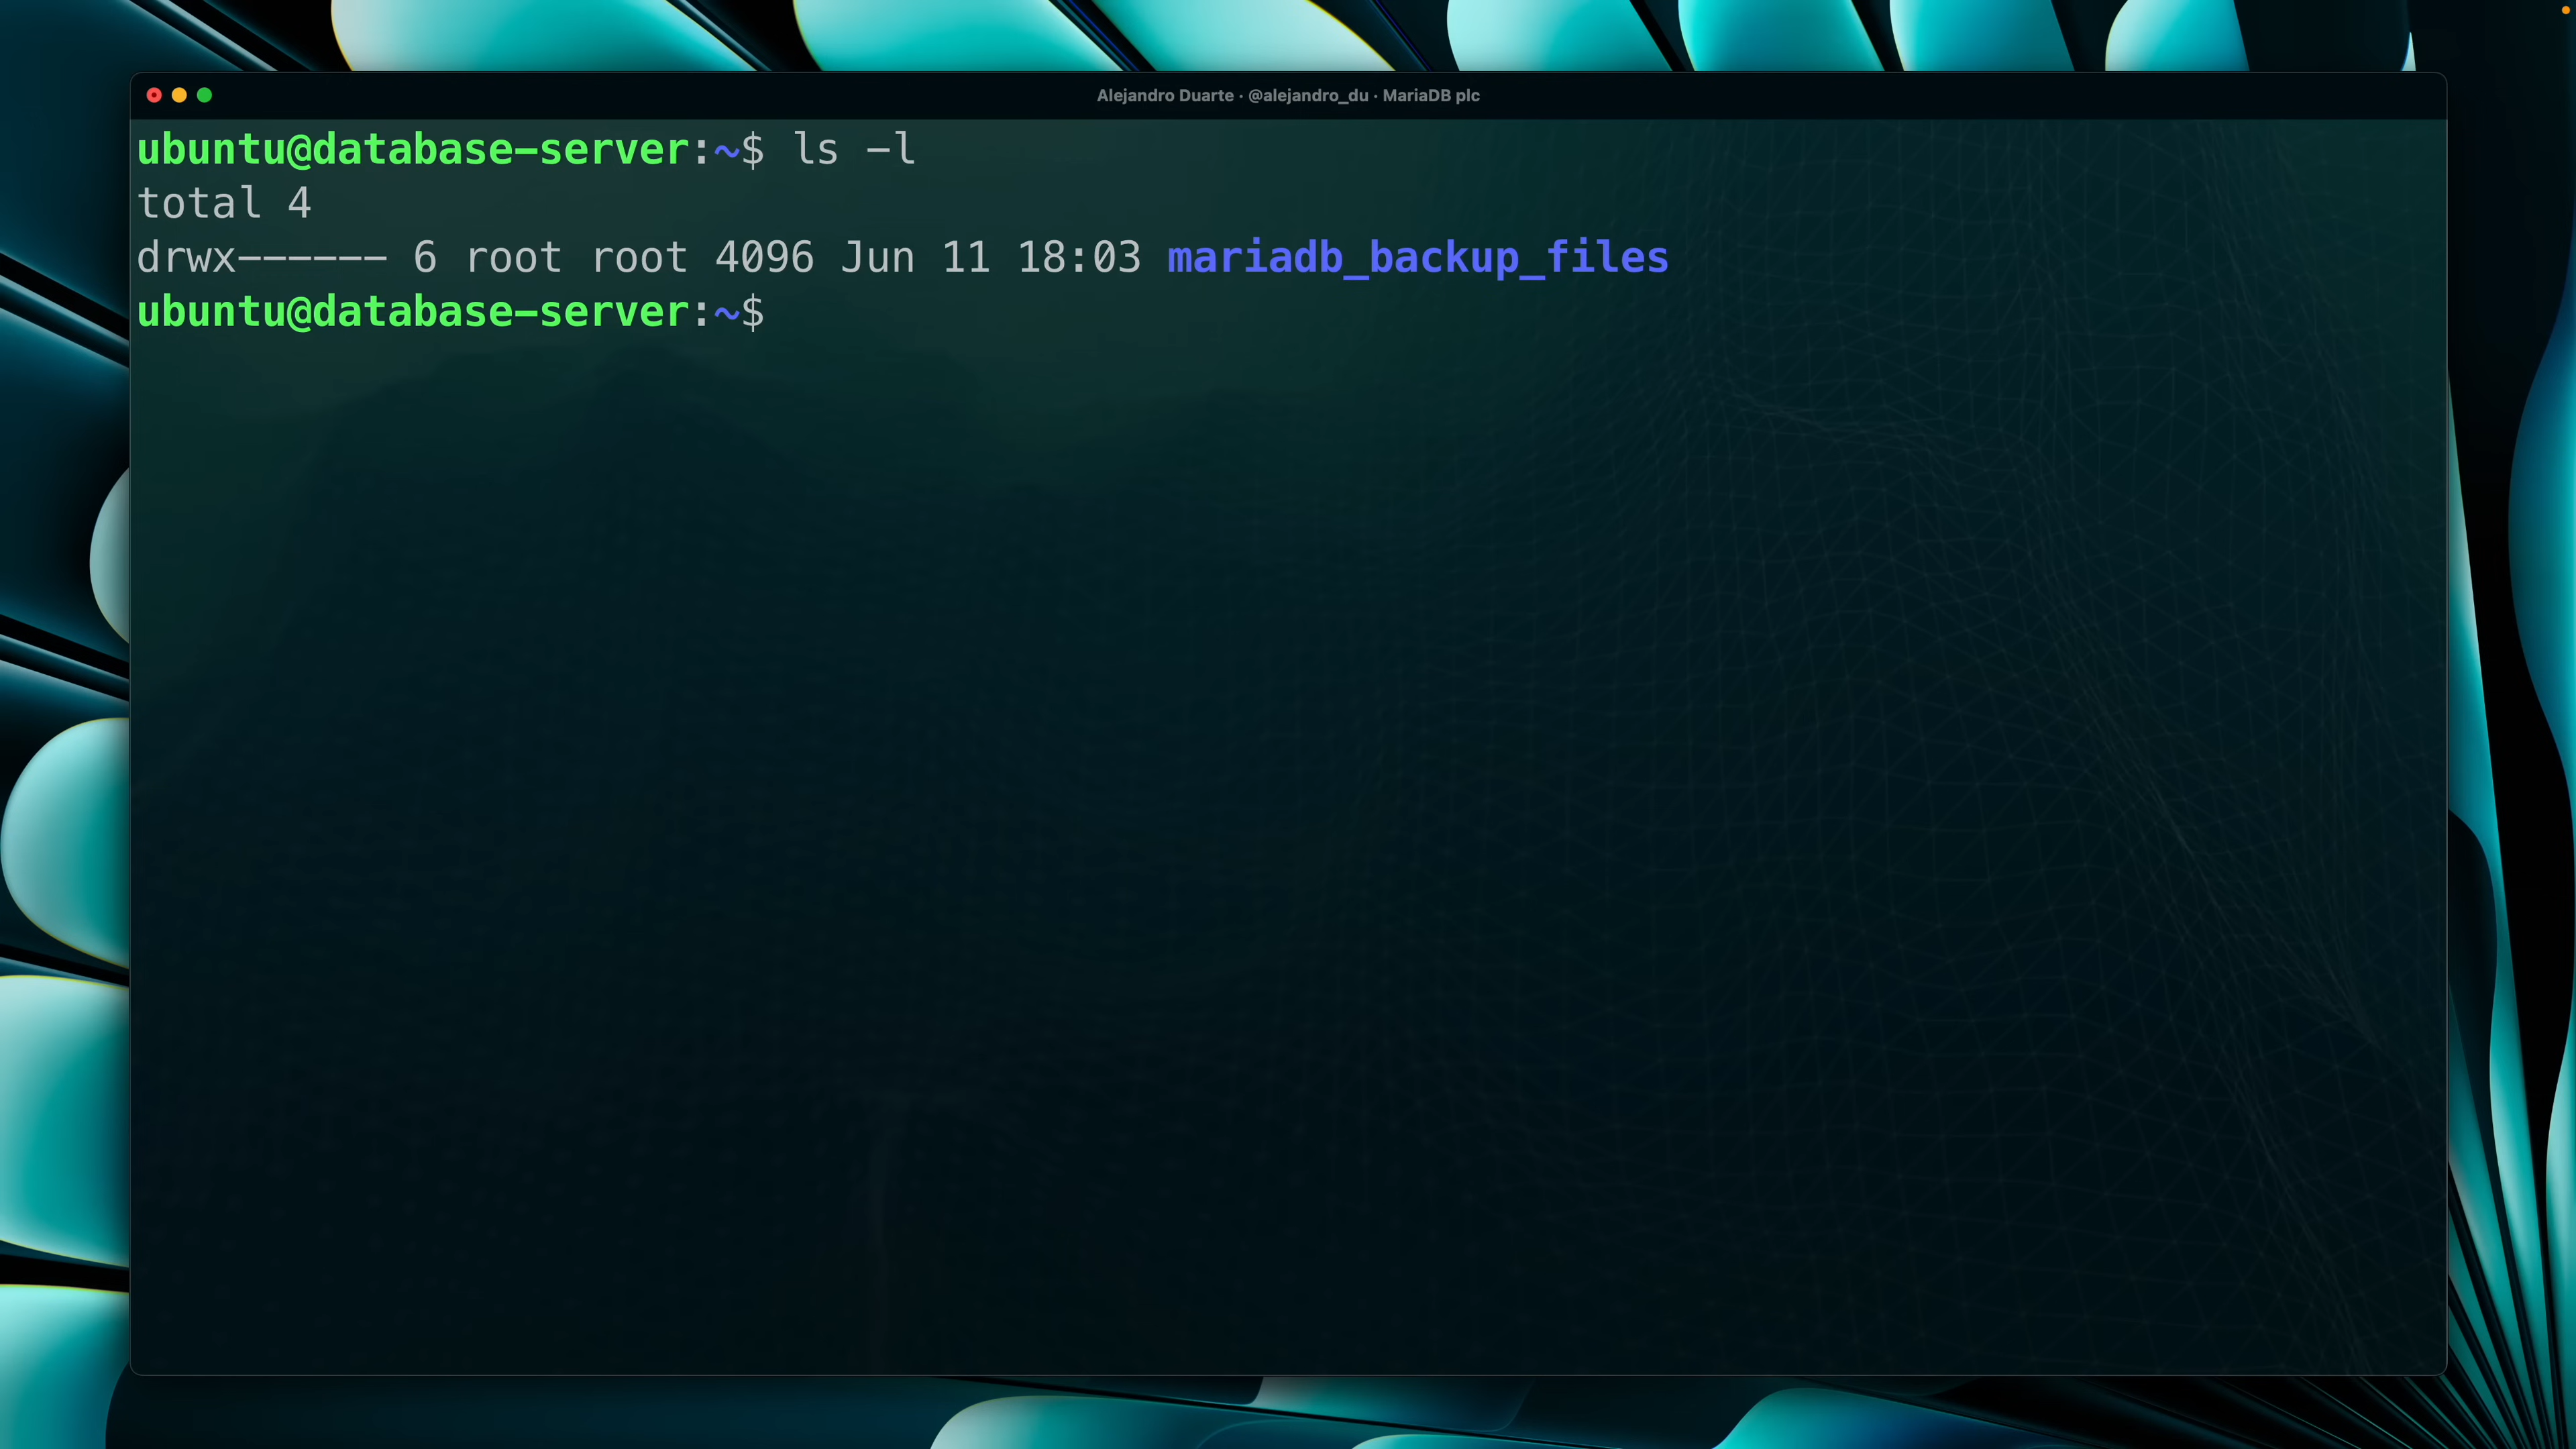 Alejandro Duarte · @alejandro_du · MariaDB plc
ubuntu@database-server:~$ ls -l
total 4
drwx------ 6 root root 4096 Jun 11 18:03 mariadb_backup_files
ubuntu@database-server:~$